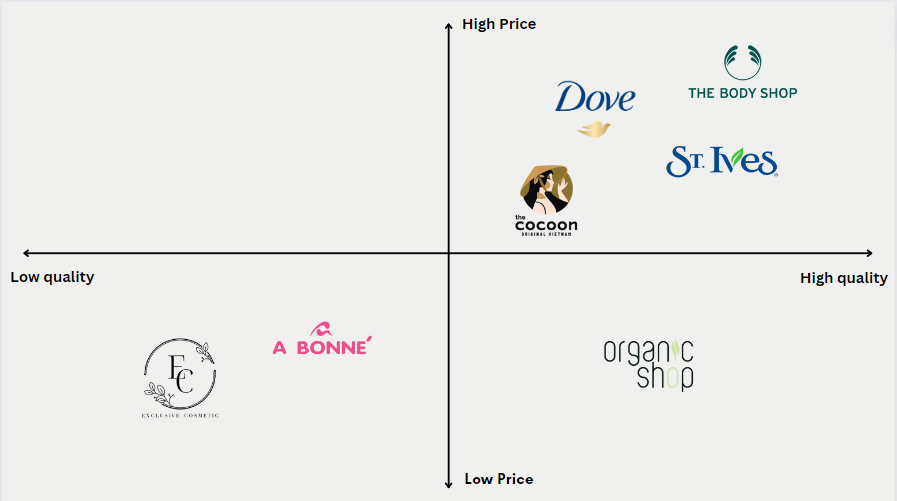 High Price
THE BODY SHOP
Dove
ST. Ives
the
cocoon
ORIGINAL VIETNAM
Low quality
High quality
A BONNÉ
organic
shop
EC
EXCLUSIVE COSMETIC
Low Price